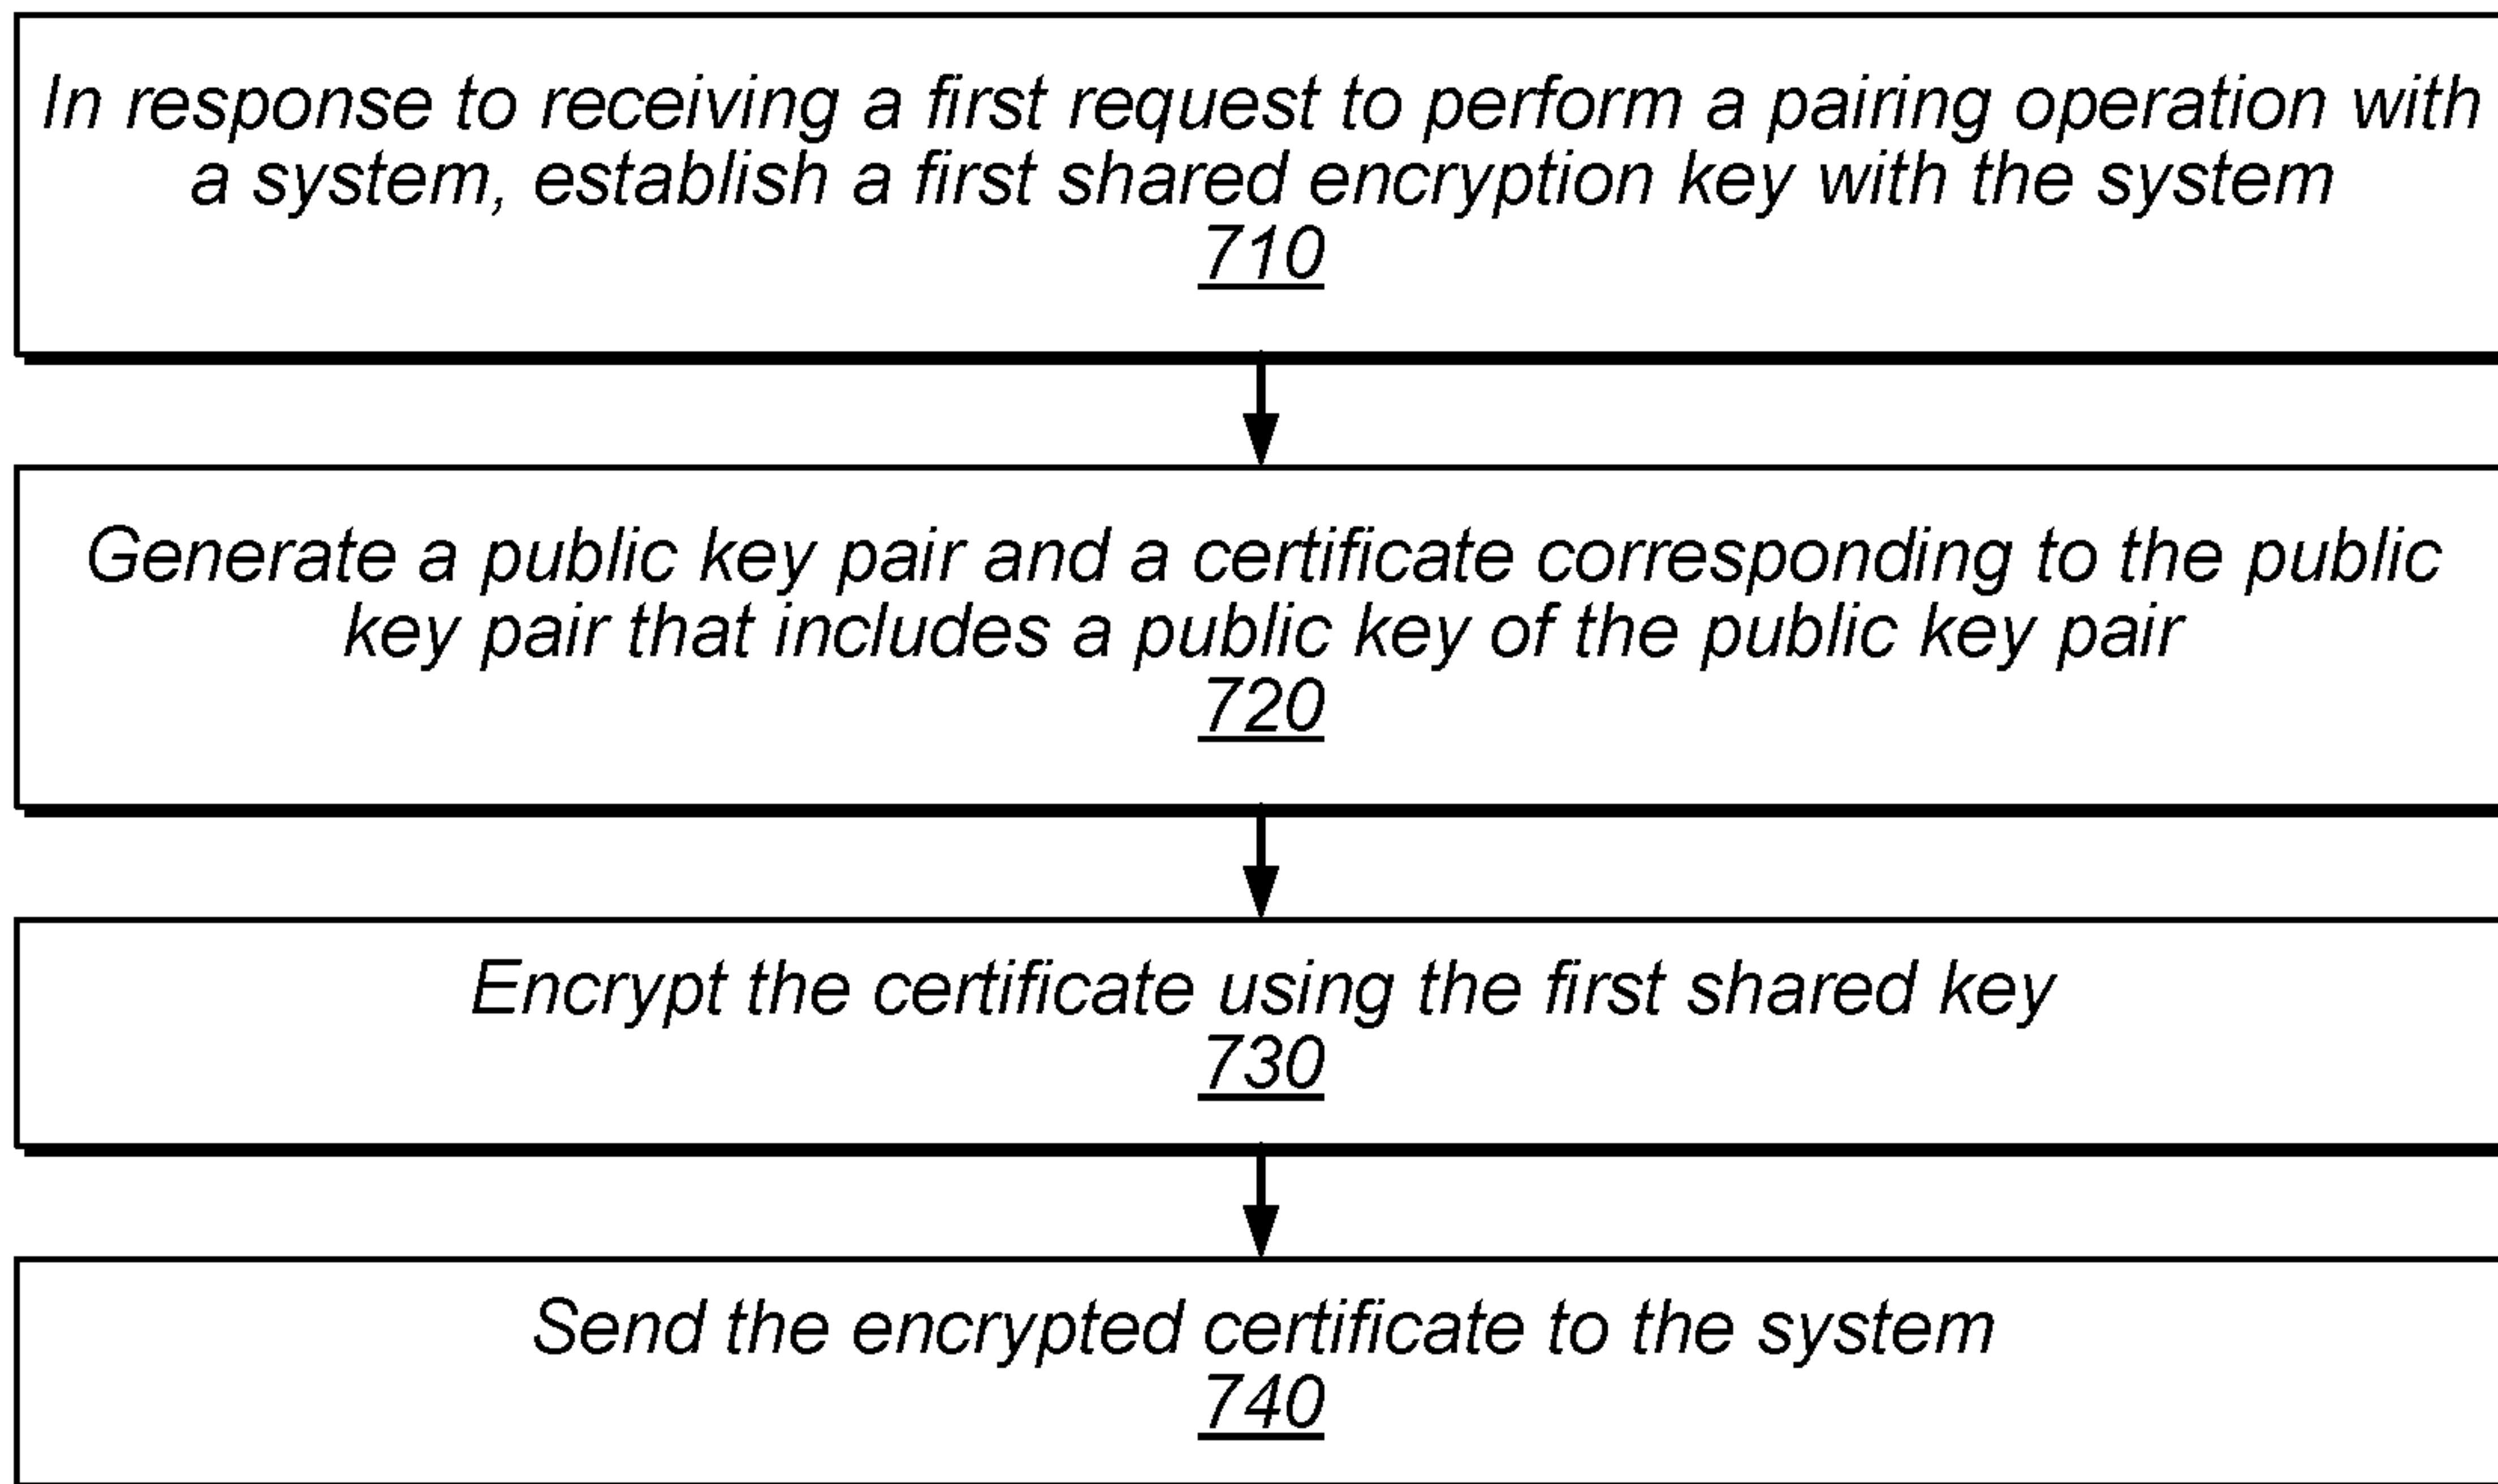 In response to receiving a first request to perform a pairing operation with
a system, establish a first shared encryption key with the system
710
Generate a public key pair and a certificate corresponding to the public
key pair that includes a public key of the public key pair
720
Encrypt the certificate using the first shared key
730
Send the encrypted certificate to the system
740